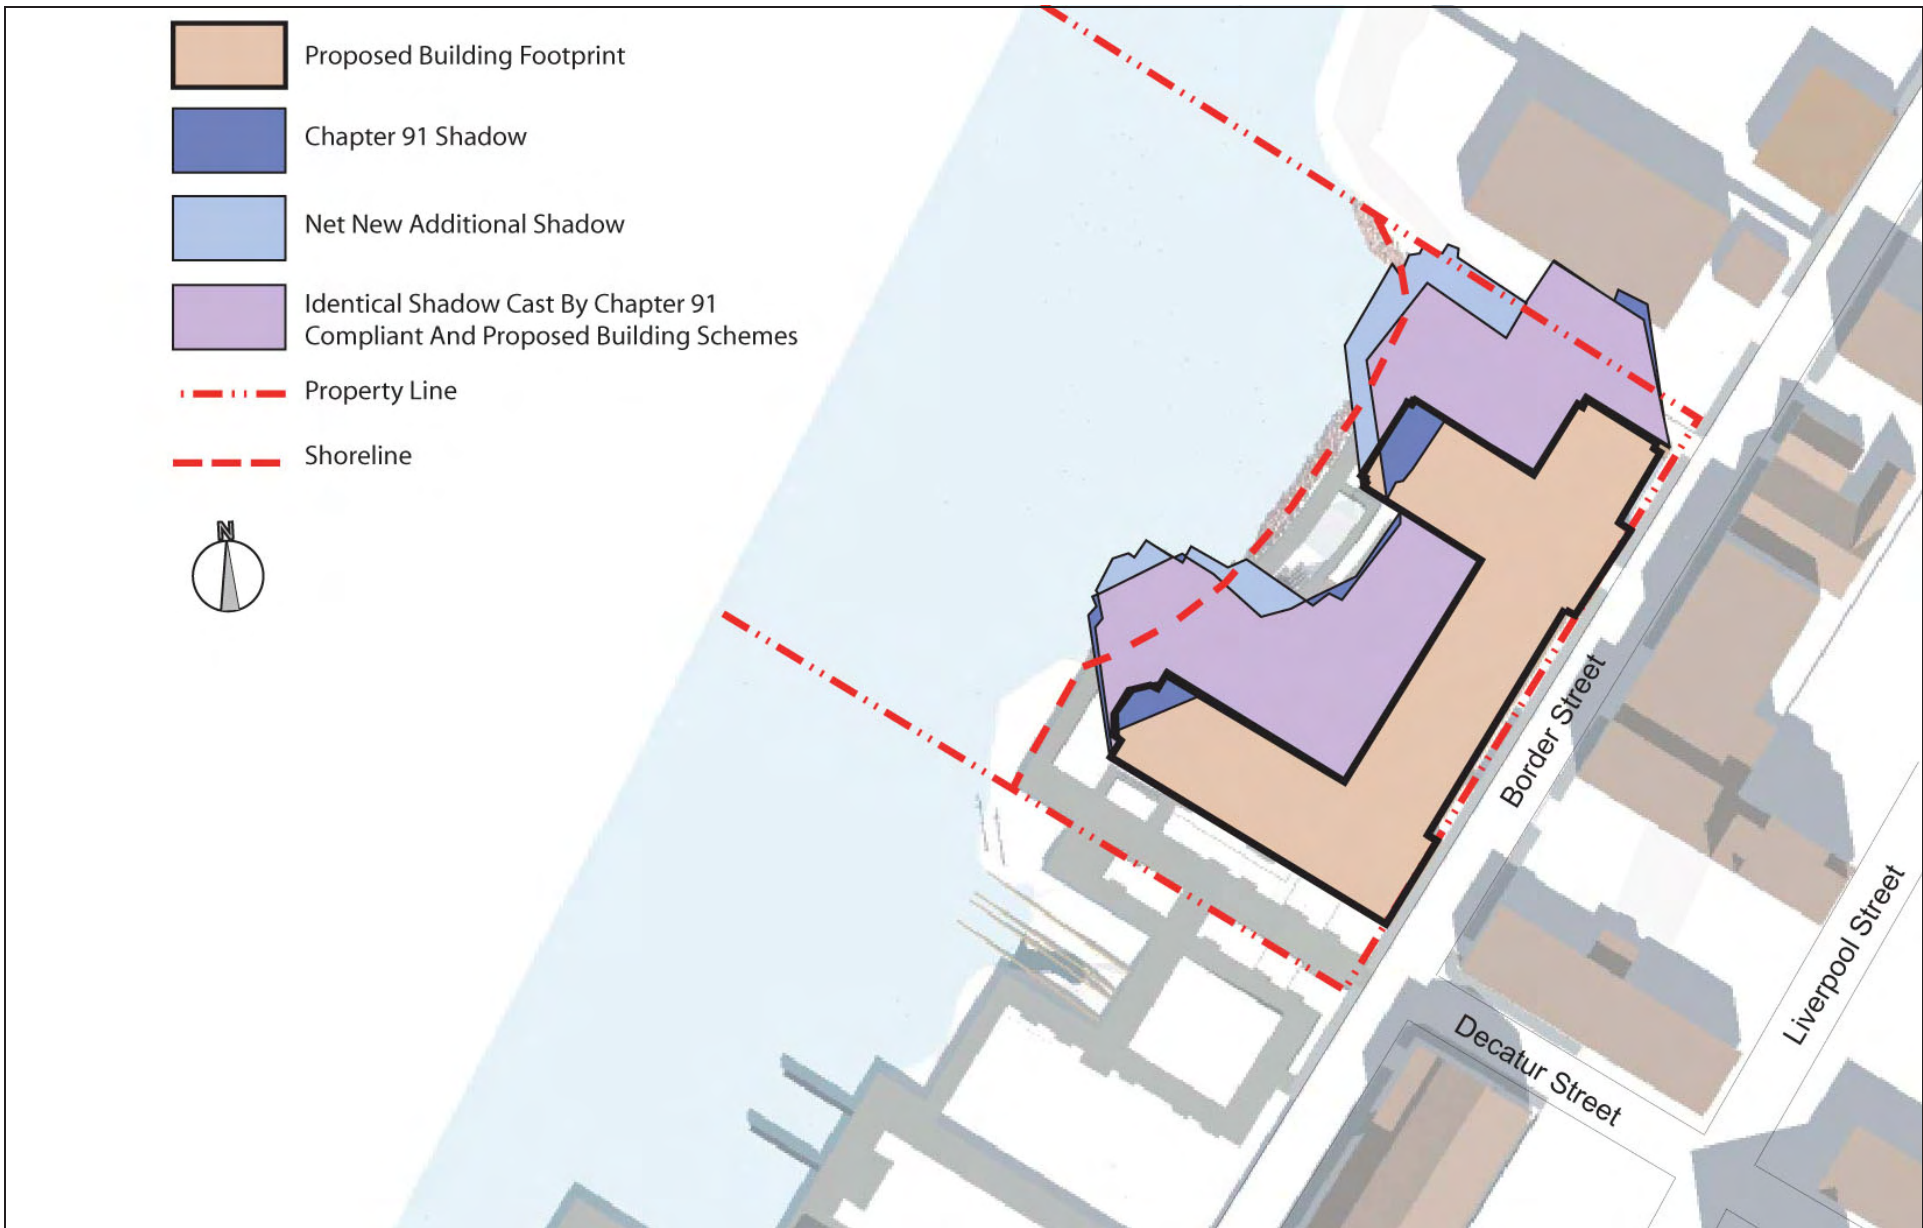 Proposed Building Footprint
Chapter 91 Shadow
Net New Additional Shadow
Identical Shadow Cast By Chapter 91
Compliant And Proposed Building Schemes
Property Line
Shoreline
N
Border Street
Liverpool Street
Decatur Street